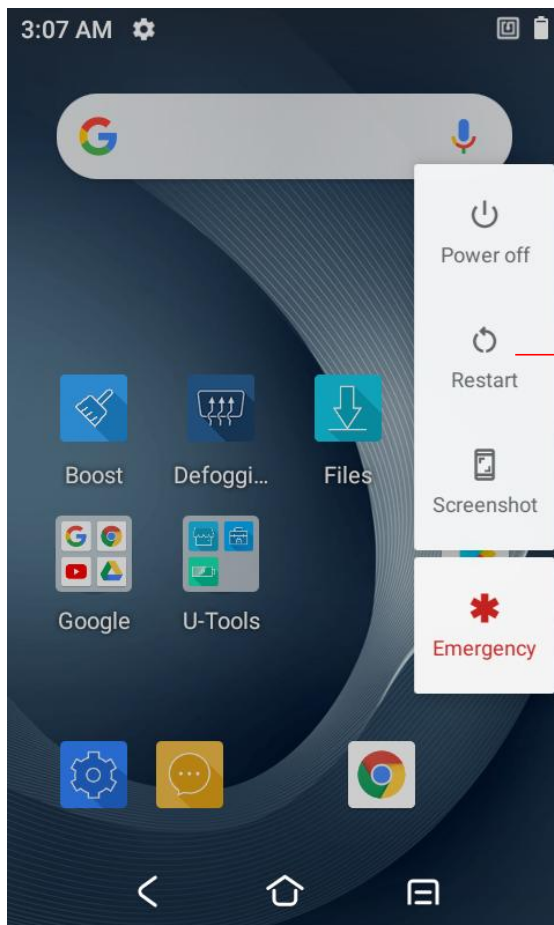 3:07 AM
Power off
Restart
Screenshot
Emergency
Boost
Defoggi...
Files
Google
U-Tools